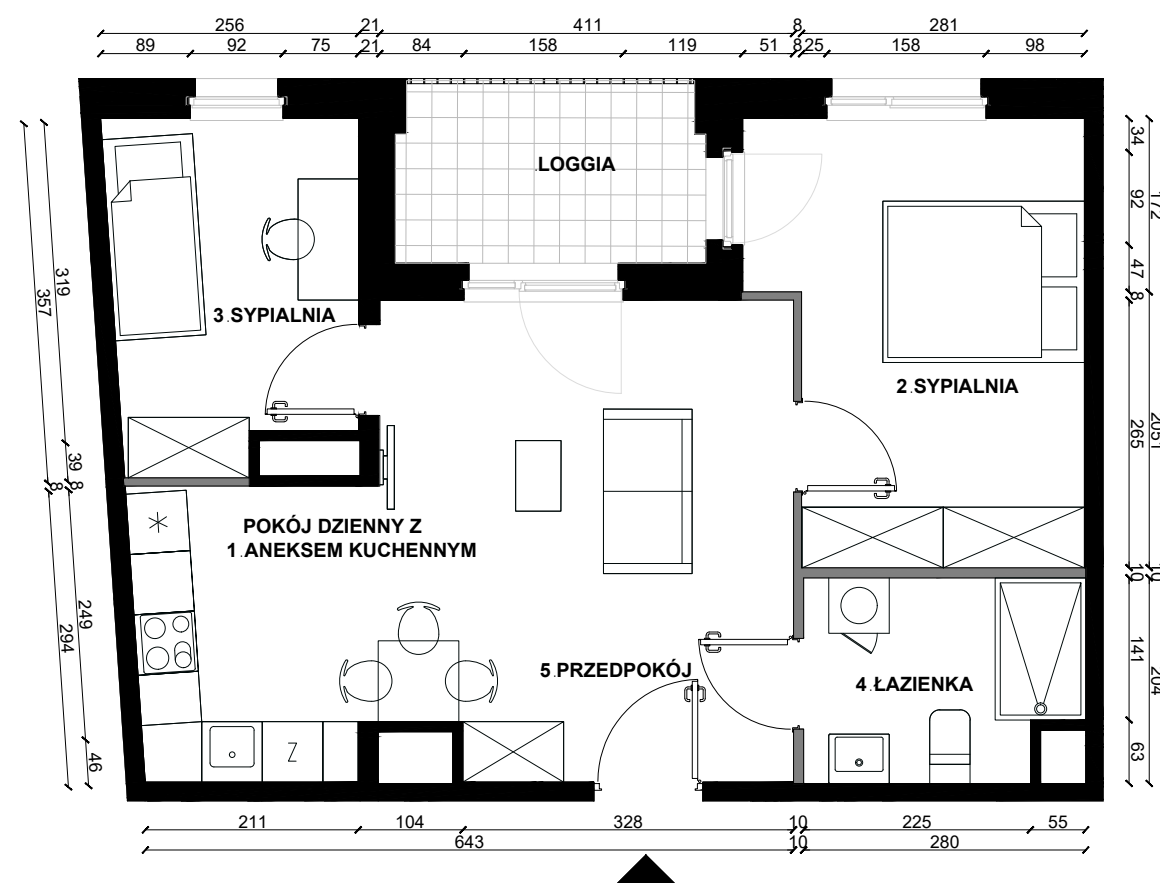 256 21 411 8 281
89 92 75 21 84 158 119 51 8 25 158 98
.LOGGIA
3.SYPIALNIA
2.SYPIALNIA
POKÓJ DZIENNY Z
1.ANEKSEM KUCHENNYM
5.PRZEDPOKÓJ
4.ŁAZIENKA
Z
319
357
39
8
8
249
294
46
34
92
172
47
8
265
10
141
204
63
211 104 328 10 225 55
643 10 280